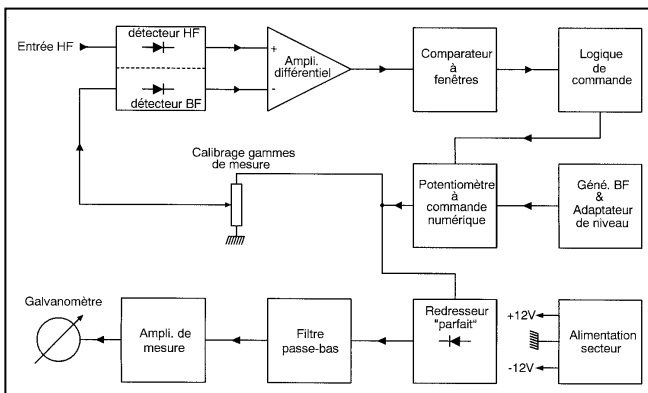 Entrée HF
détecteur HF
détecteur BF
+
-
Ampli.
différentiel
Comparateur
à
fenêtres
Logique
de
commande
Calibrage gammes
de mesure
Potentiomètre
à
commande
numérique
Géné. BF
&
Adaptateur
de niveau
Galvanomètre
Ampli. de
mesure
Filtre
passe-bas
Redresseur
"parfait"
+12V
-12V
Alimentation
secteur